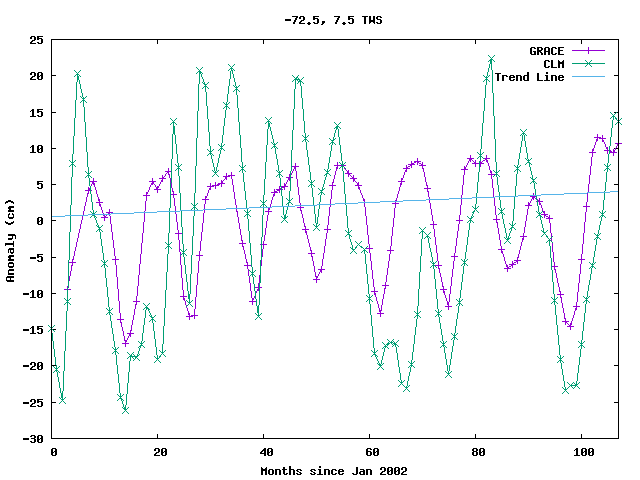 -72.5, 7.5 TWS
GRACE
CLM
Trend Line
25
20
15
10
5
0
-5
-10
-15
-20
-25
-30
Anomaly (cm)
0 20 40 60 80 100
Months since Jan 2002